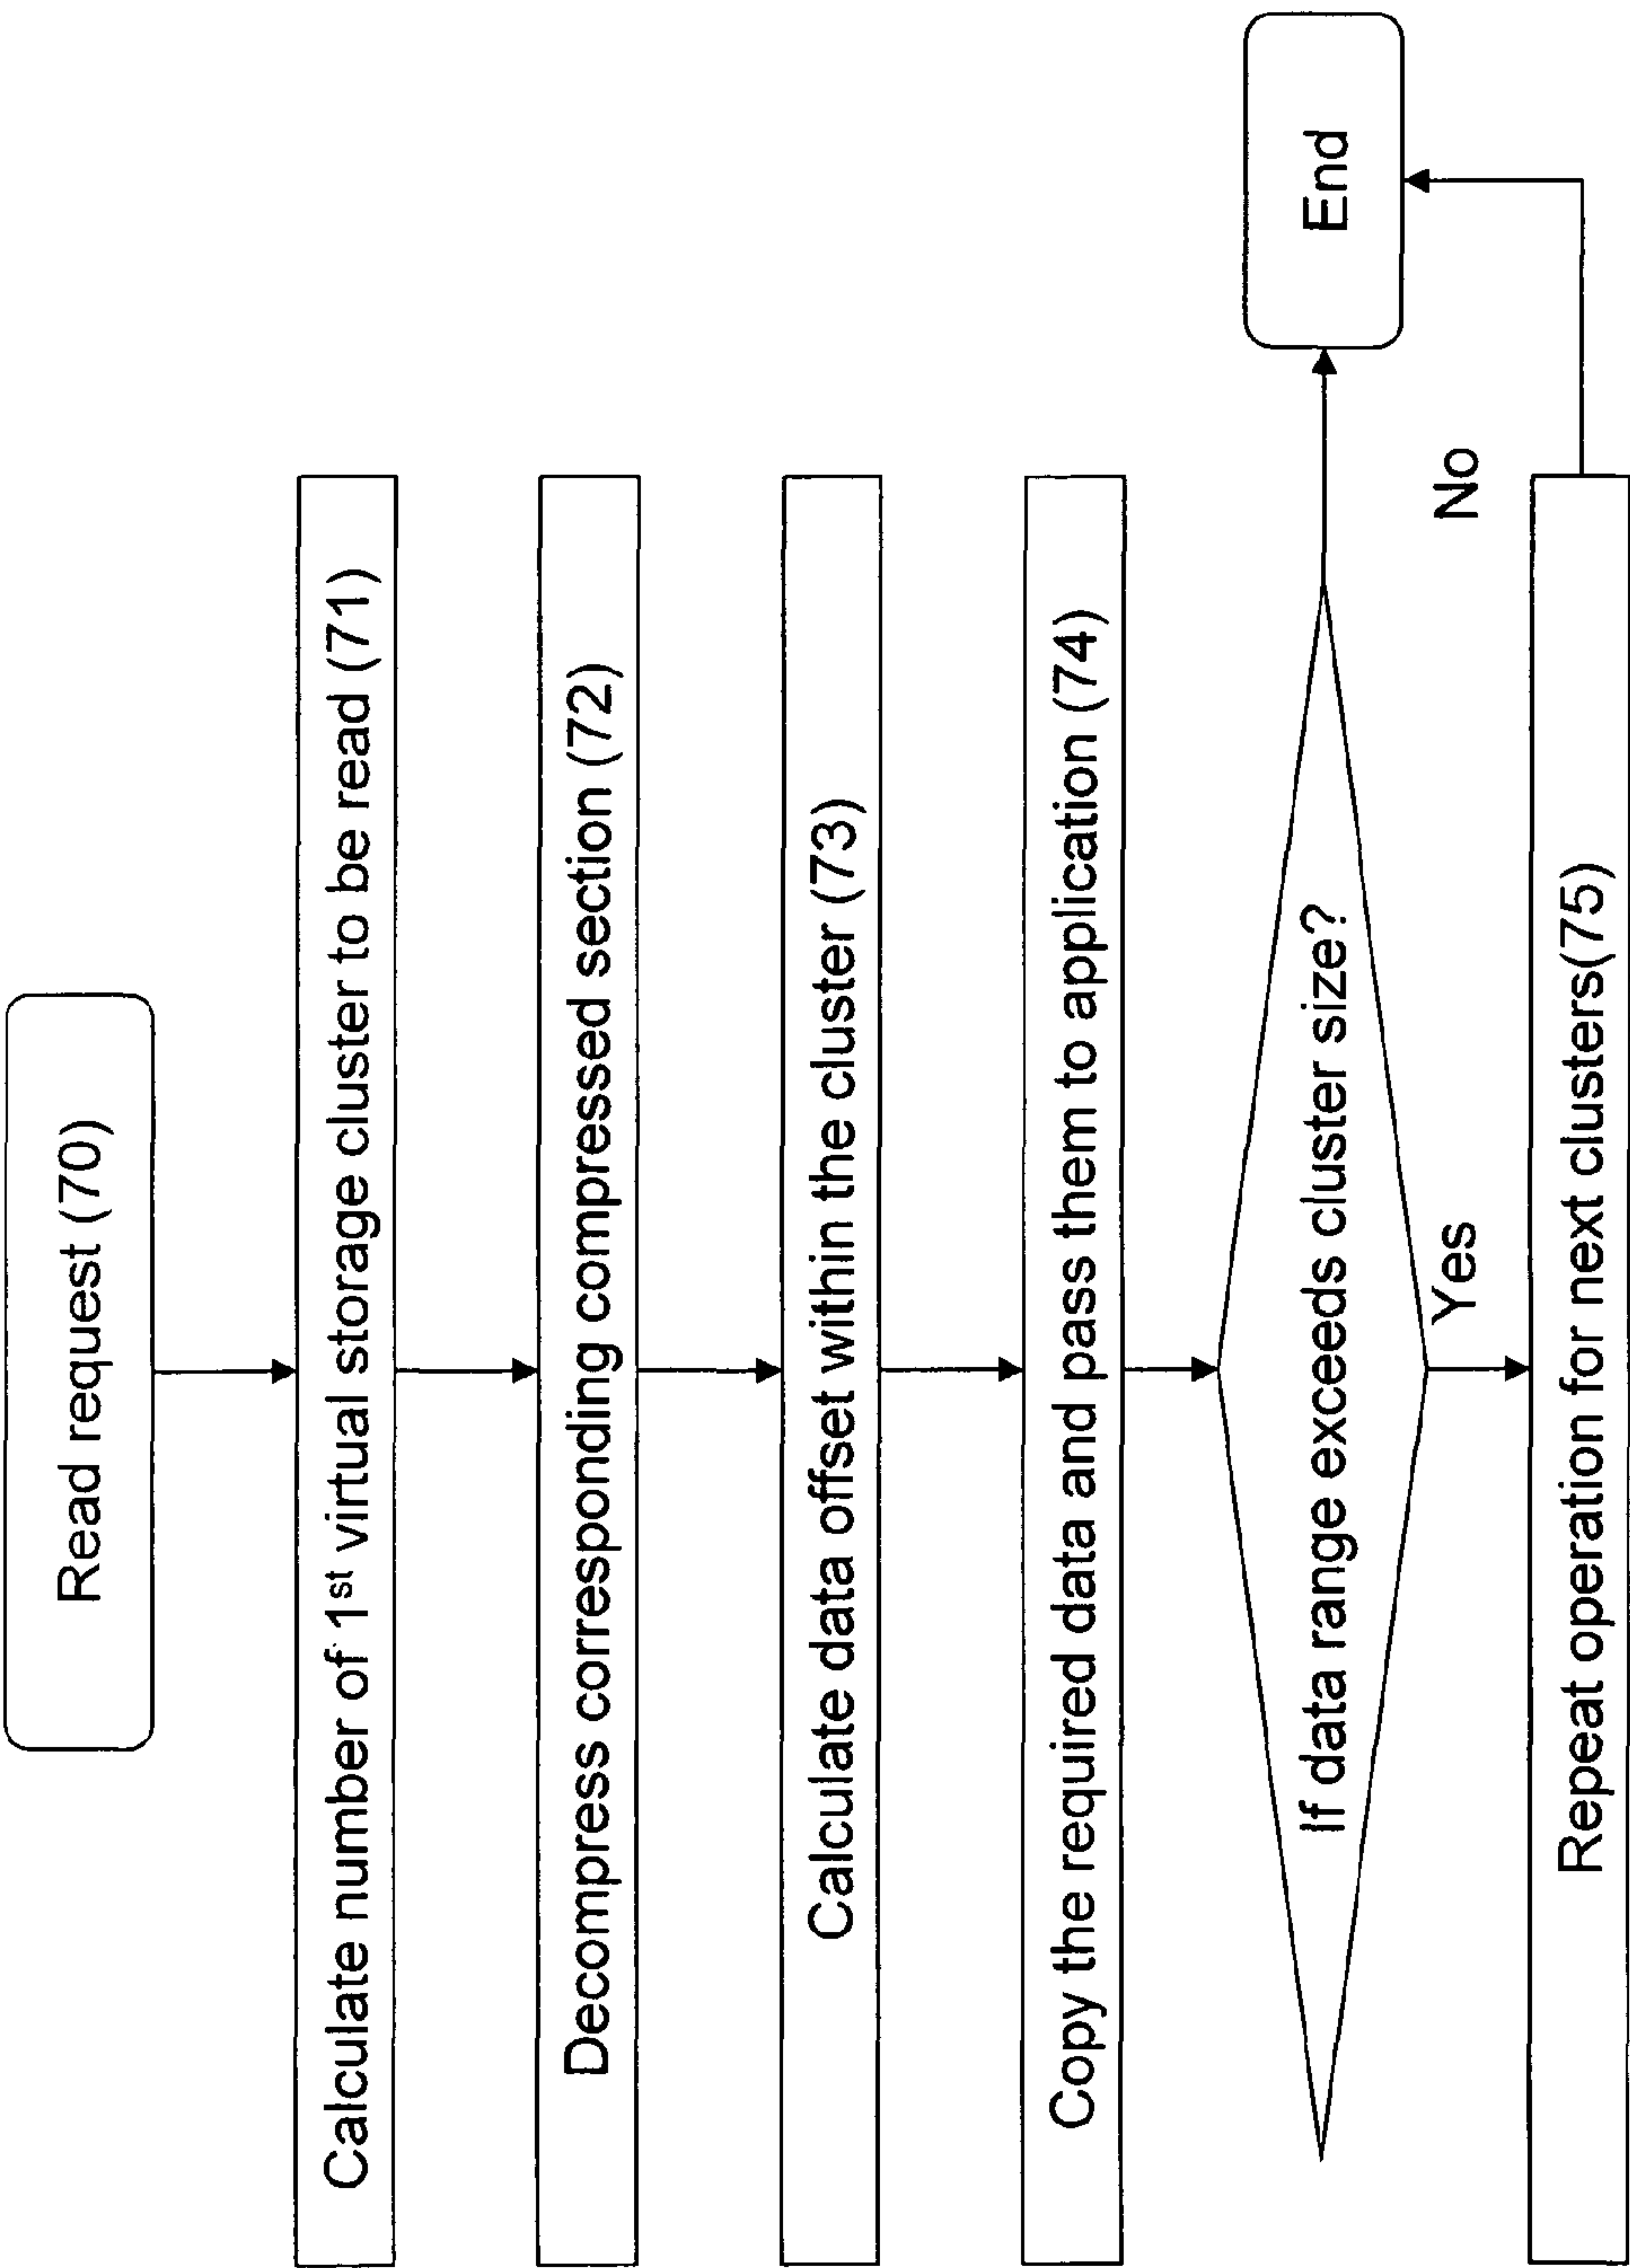 Read request (70)
Calculate number of 1st virtual storage cluster to be read (71)
Decompress corresponding compressed section (72)
Calculate data offset within the cluster (73)
Copy the required data and pass them to application (74)
If data range exceeds cluster size?
End
Yes
No
Repeat operation for next clusters(75)